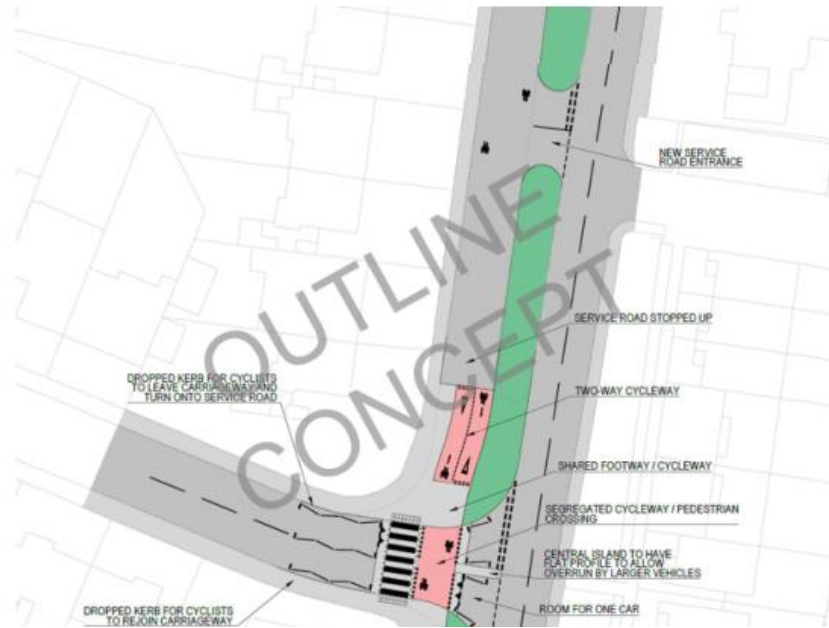 OUTLINE
CONCEPT
NEW SERVICE
ROAD ENTRANCE
SERVICE ROAD STOPPED UP
DROPPED KERB FOR CYCLISTS
TO LEAVE CARRIAGEWAY AND
TURN ONTO SERVICE ROAD
TWO-WAY CYCLEWAY
SHARED FOOTWAY / CYCLEWAY
SEGREGATED CYCLEWAY / PEDESTRIAN
CROSSING
CENTRAL ISLAND TO HAVE
FLAT PROFILE TO ALLOW
OVERRUN BY LARGER VEHICLES
ROOM FOR ONE CAR
DROPPED KERB FOR CYCLISTS
TO REJOIN CARRIAGEWAY